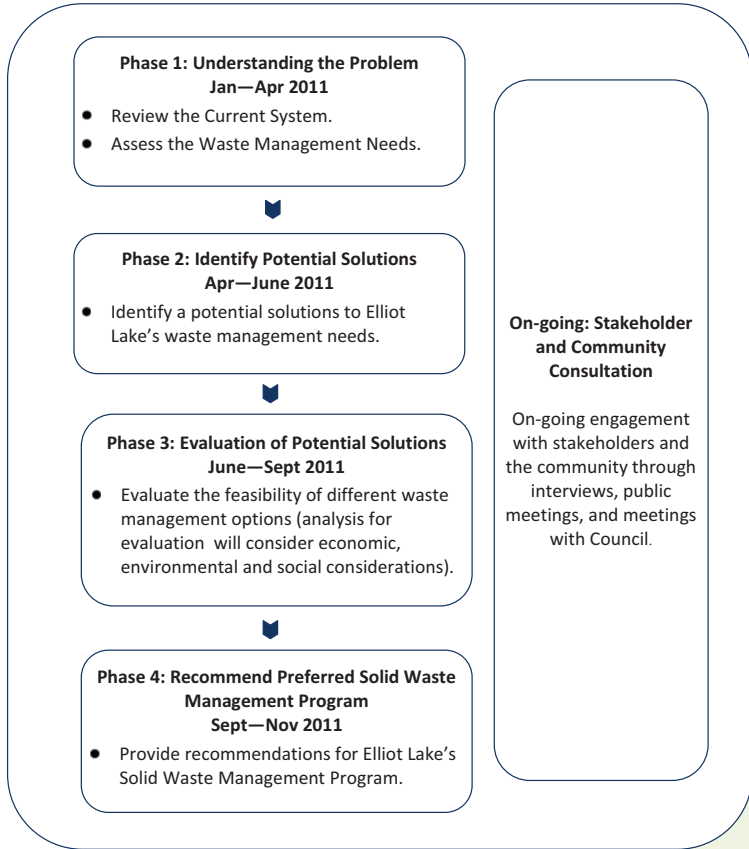 Phase 1: Understanding the Problem
Jan—Apr 2011
● Review the Current System.
● Assess the Waste Management Needs.
Phase 2: Identify Potential Solutions
Apr—June 2011
● Identify a potential solutions to Elliot
Lake's waste management needs.
Phase 3: Evaluation of Potential Solutions
June—Sept 2011
● Evaluate the feasibility of different waste
management options (analysis for
evaluation will consider economic,
environmental and social considerations).
Phase 4: Recommend Preferred Solid Waste
Management Program
Sept—Nov 2011
● Provide recommendations for Elliot Lake's
Solid Waste Management Program.
On-going: Stakeholder
and Community
Consultation
On-going engagement
with stakeholders and
the community through
interviews, public
meetings, and meetings
with Council.